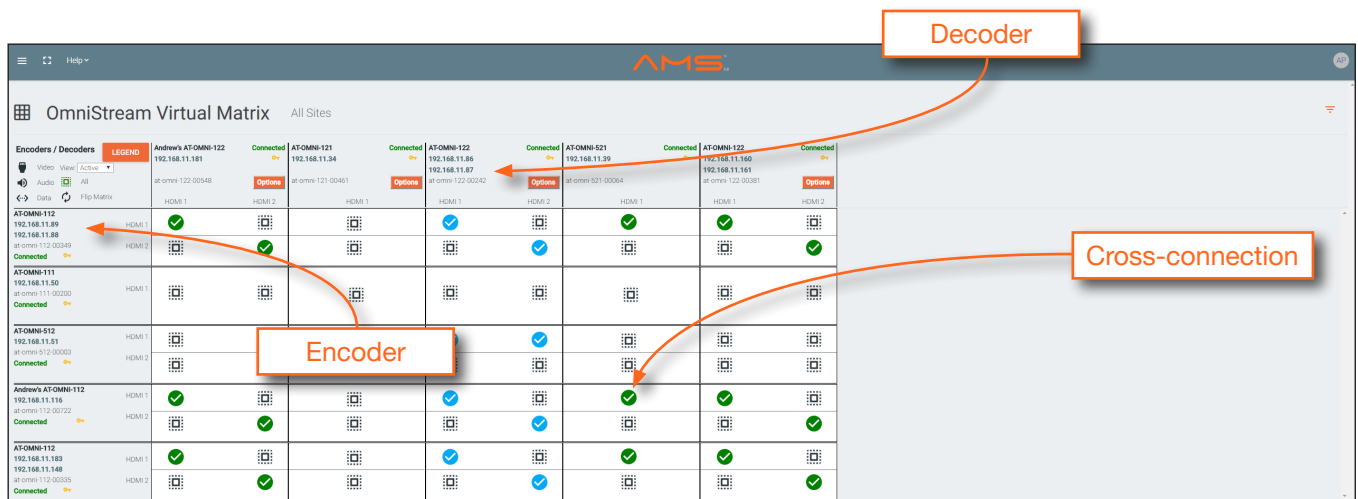 Decoder
Help
AMS
AP
OmniStream Virtual Matrix All Sites
Encoders / Decoders LEGEND
Video View: Active
Audio All
Data Flip Matrix
Andrew's AT-OMNI-122 Connected
192.168.11.181
at-omni-122-00548 Options
HDMI 1 HDMI 2
AT-OMNI-121 Connected
192.168.11.34
at-omni-121-00461 Options
HDMI 1
AT-OMNI-122 Connected
192.168.11.86
192.168.11.87
at-omni-122-00242 Options
HDMI 1 HDMI 2
AT-OMNI-521 Connected
192.168.11.39
at-omni-521-00064
HDMI 1
AT-OMNI-122 Connected
192.168.11.160
192.168.11.161
at-omni-122-00381 Options
HDMI 1 HDMI 2
AT-OMNI-112
192.168.11.89 HDMI 1
192.168.11.88
at-omni-112-00349 HDMI 2
Connected
Cross-connection
AT-OMNI-111
192.168.11.50 HDMI 1
at-omni-111-00200
Connected
AT-OMNI-512
192.168.11.51 HDMI 1
at-omni-512-00003
Connected HDMI 2
Encoder
Andrew's AT-OMNI-112
192.168.11.116 HDMI 1
at-omni-112-00722
Connected HDMI 2
AT-OMNI-112
192.168.11.183 HDMI 1
192.168.11.148
at-omni-112-00335 HDMI 2
Connected